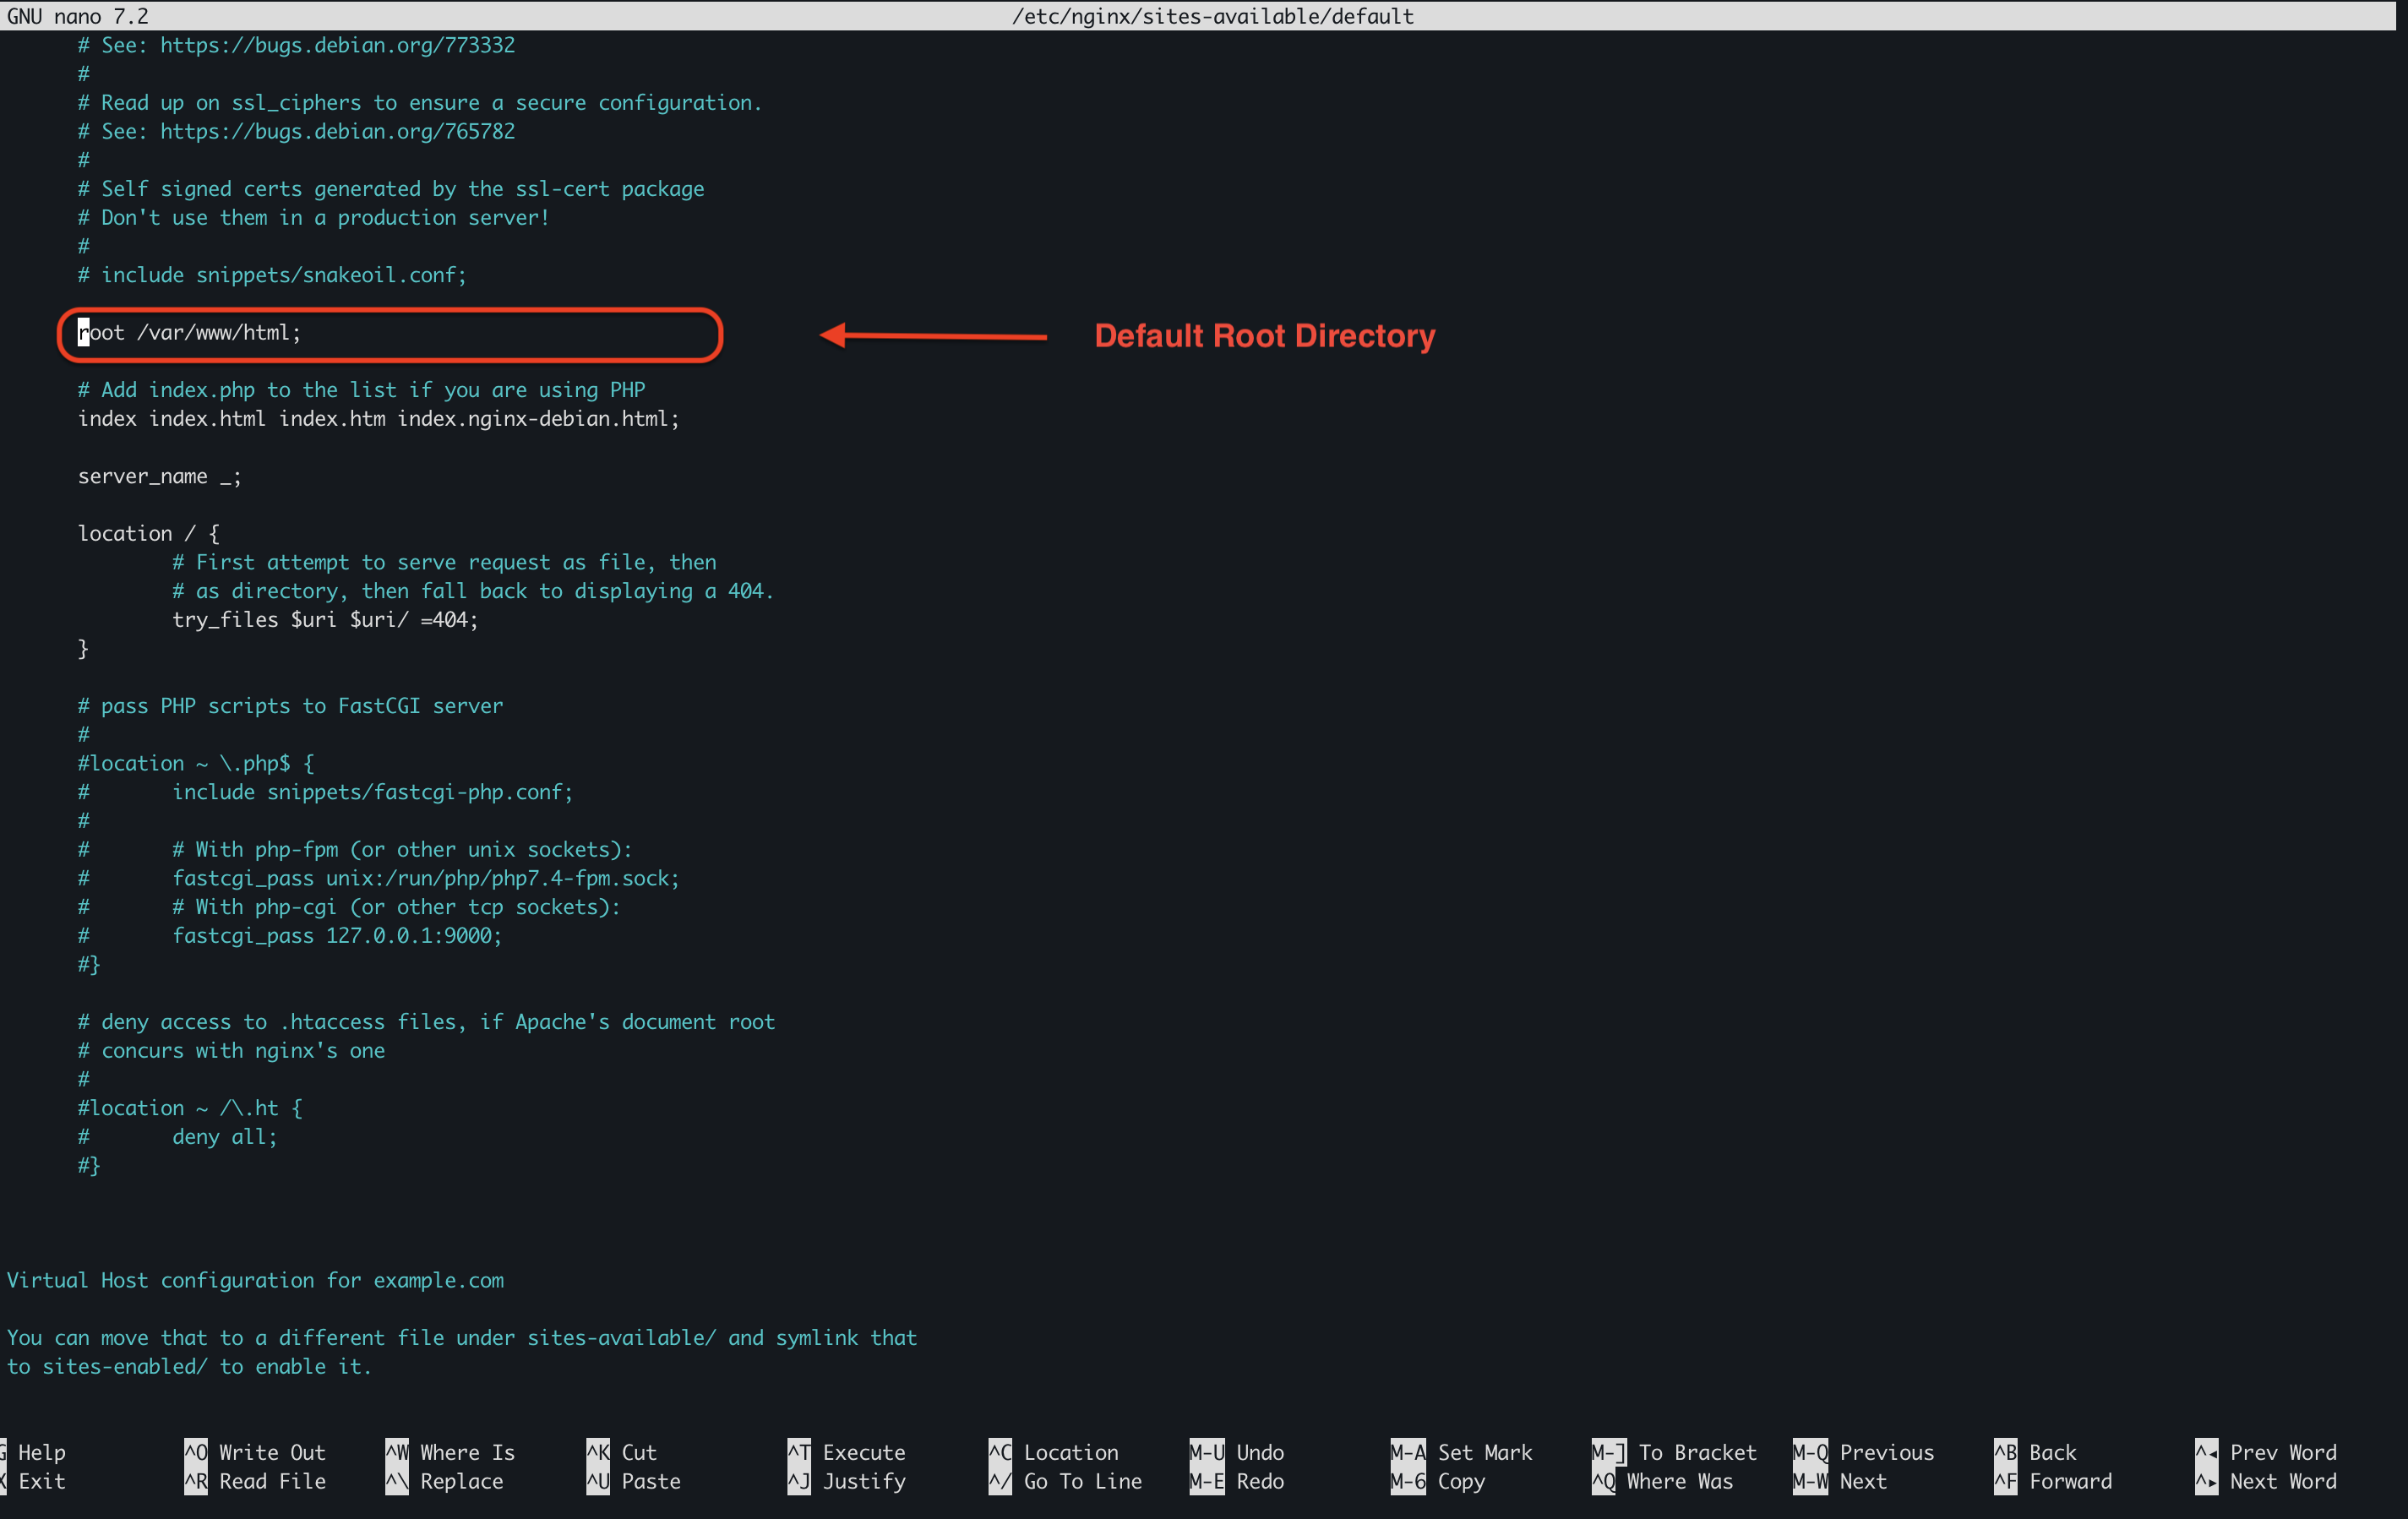 GNU nano 7.2 /etc/nginx/sites-available/default
# See: https://bugs.debian.org/773332
#
# Read up on ssl_ciphers to ensure a secure configuration.
# See: https://bugs.debian.org/765782
#
# Self signed certs generated by the ssl-cert package
# Don't use them in a production server!
#
# include snippets/snakeoil.conf;
root /var/www/html;
Default Root Directory
# Add index.php to the list if you are using PHP
index index.html index.htm index.nginx-debian.html;
server_name _;
location / {
# First attempt to serve request as file, then
# as directory, then fall back to displaying a 404.
try_files $uri $uri/ =404;
}
# pass PHP scripts to FastCGI server
#
#location ~ \.php$ {
# include snippets/fastcgi-php.conf;
#
# # With php-fpm (or other unix sockets):
# fastcgi_pass unix:/run/php/php7.4-fpm.sock;
# # With php-cgi (or other tcp sockets):
# fastcgi_pass 127.0.0.1:9000;
#}
# deny access to .htaccess files, if Apache's document root
# concurs with nginx's one
#
#location ~ /\.ht {
# deny all;
#}
Virtual Host configuration for example.com
You can move that to a different file under sites-available/ and symlink that
to sites-enabled/ to enable it.
G Help ^O Write Out ^W Where Is ^K Cut ^T Execute ^C Location M-U Undo M-A Set Mark M-] To Bracket M-Q Previous ^B Back ^◂ Prev Word
X Exit ^R Read File ^\ Replace ^U Paste ^J Justify ^/ Go To Line M-E Redo M-6 Copy ^Q Where Was M-W Next ^F Forward ^▸ Next Word